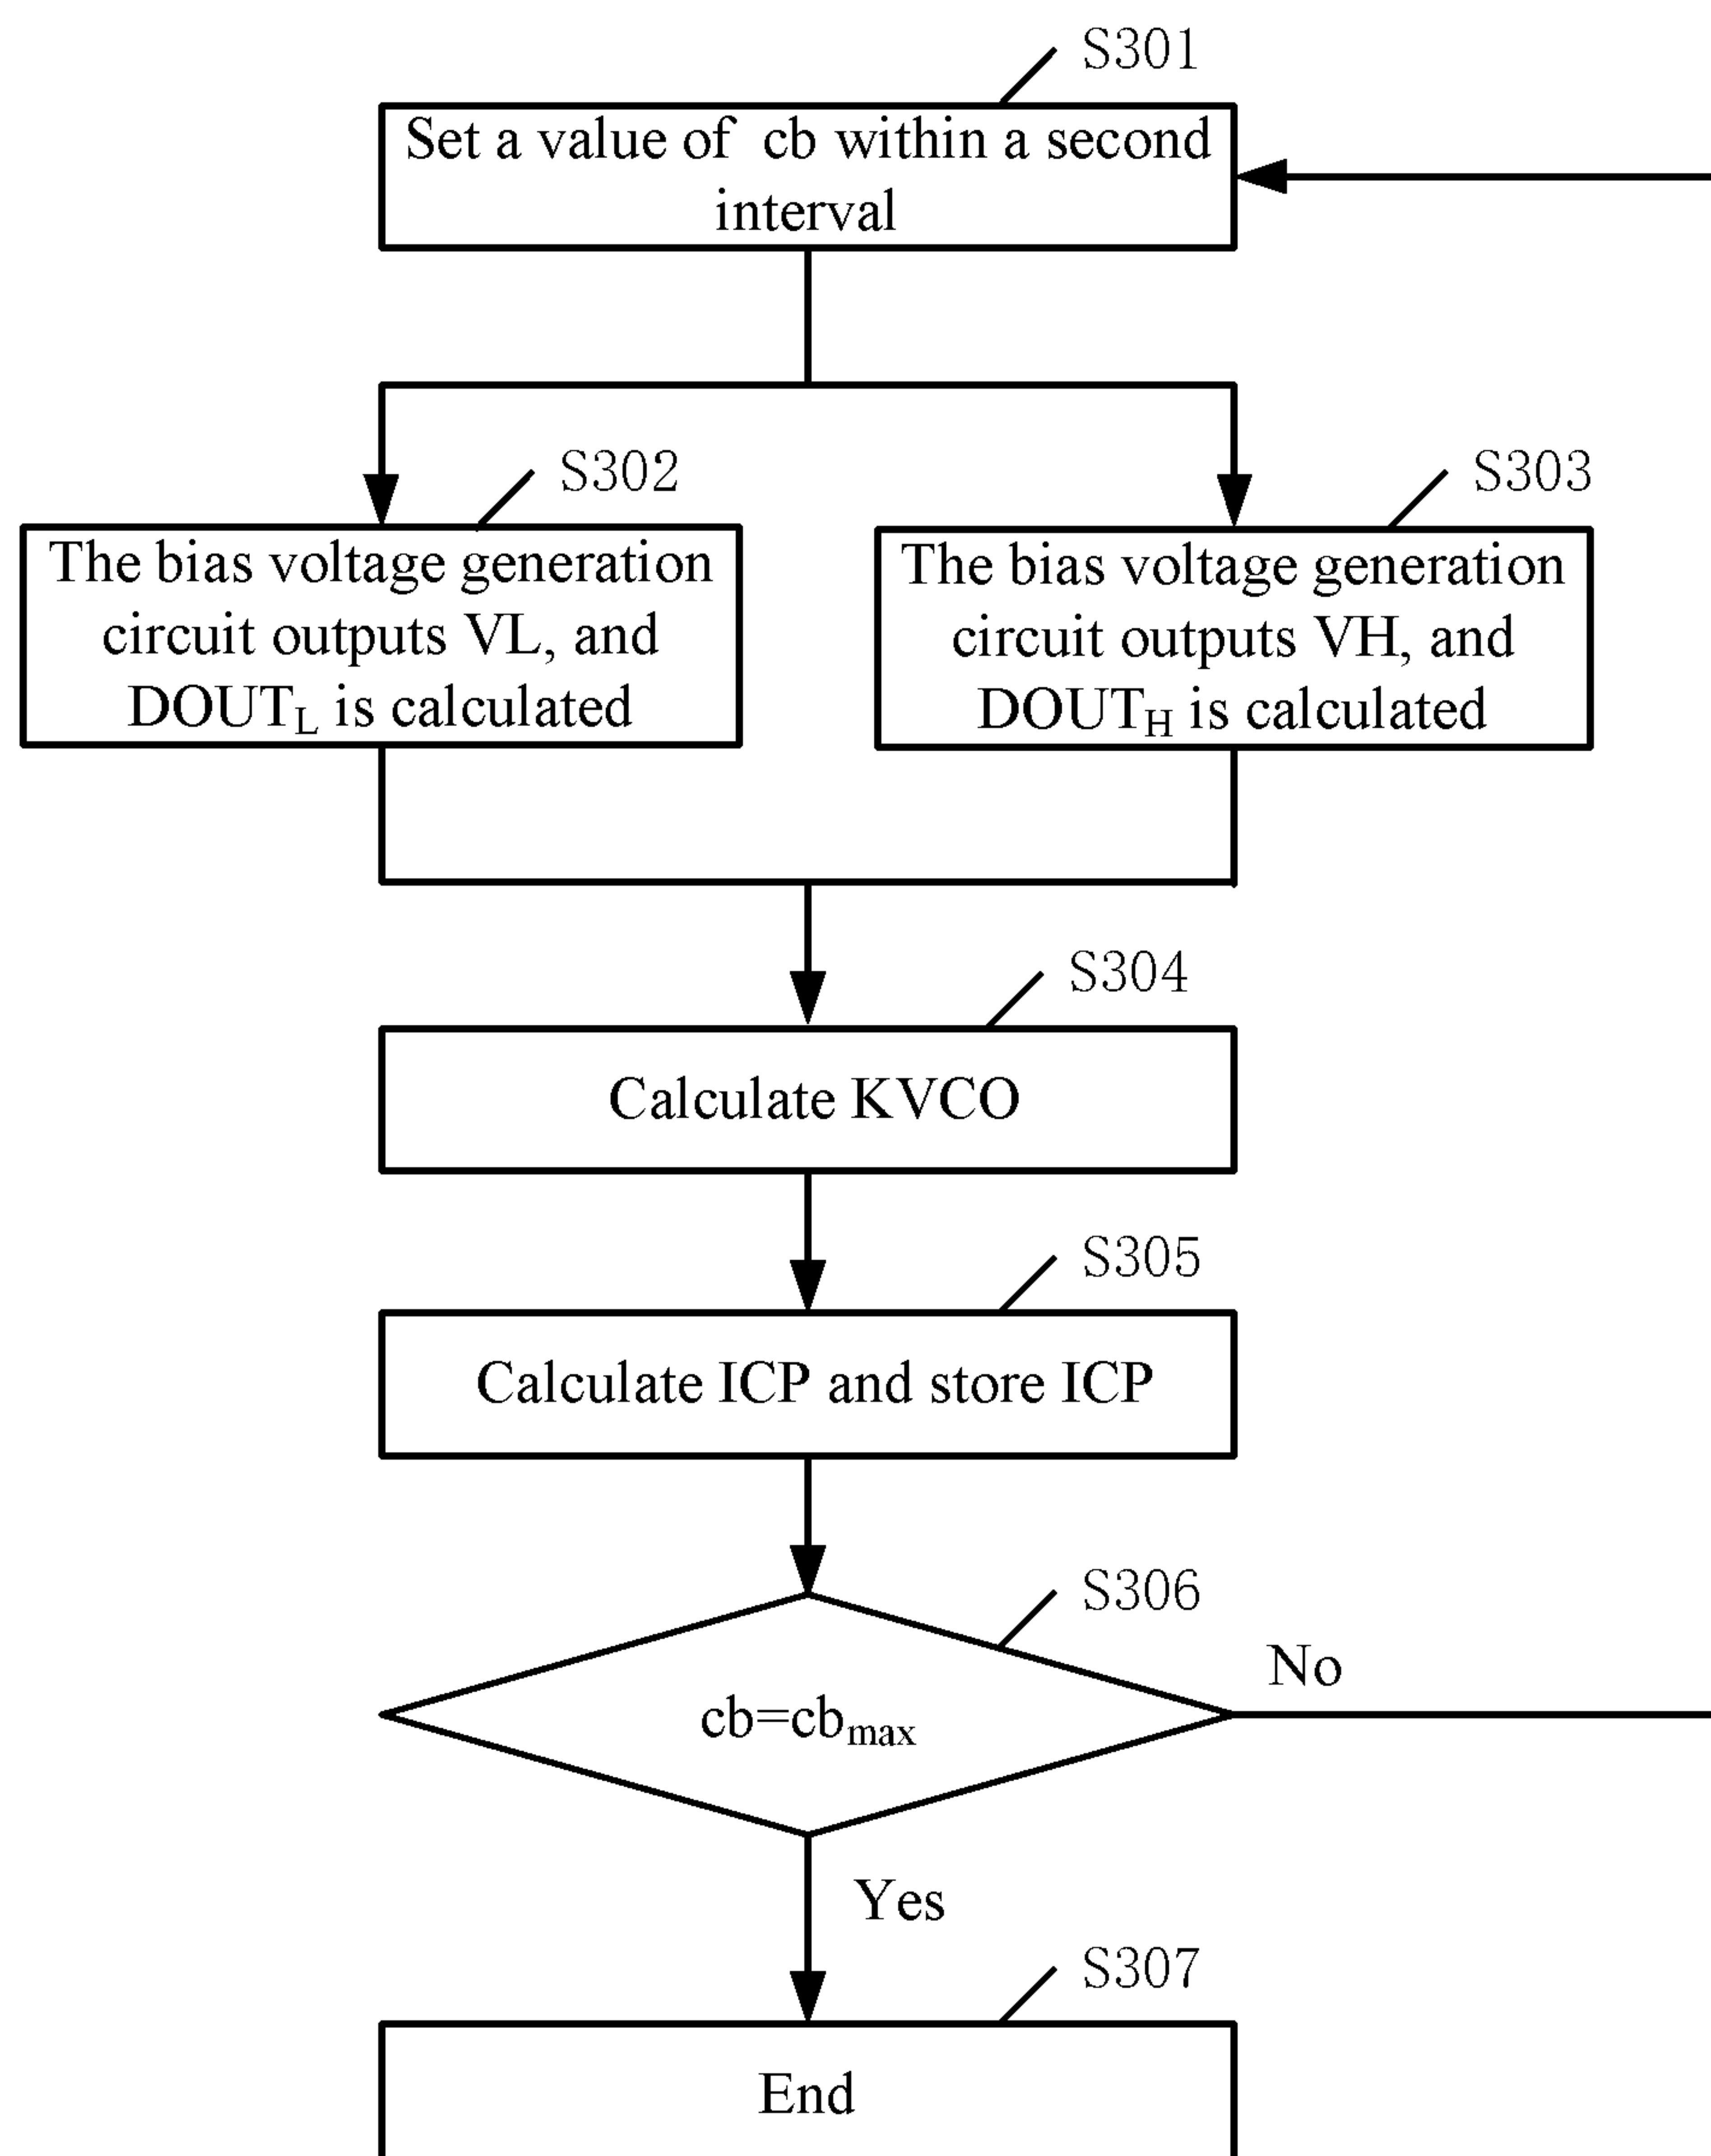 S301
Set a value of cb within a second
interval
S302
The bias voltage generation
circuit outputs VL, and
DOUTL is calculated
S303
The bias voltage generation
circuit outputs VH, and
DOUTH is calculated
S304
Calculate KVCO
S305
Calculate ICP and store ICP
S306
cb=cbmax
No
Yes
S307
End